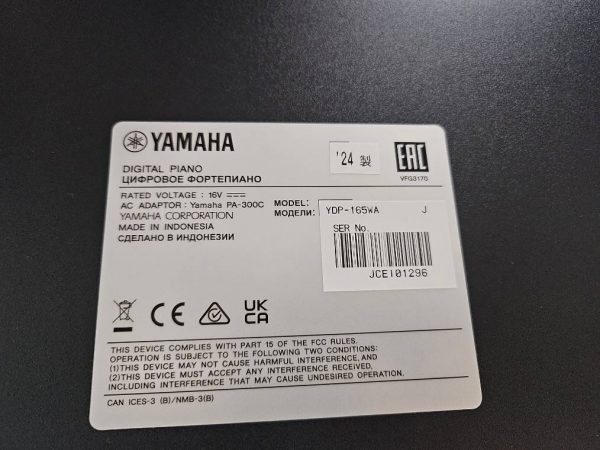 YAMAHA
DIGITAL PIANO
ЦИФРОВОЕ ФОРТЕПИАНО
'24 製
EAC
VFG3170
RATED VOLTAGE : 16V
AC ADAPTOR : Yamaha PA-300C
YAMAHA CORPORATION
MADE IN INDONESIA
СДЕЛАНО В ИНДОНЕЗИИ
MODEL:
МОДЕЛИ:
YDP-165WA J
SER No.
JCEI01296
CE
UK
CA
THIS DEVICE COMPLIES WITH PART 15 OF THE FCC RULES.
OPERATION IS SUBJECT TO THE FOLLOWING TWO CONDITIONS:
(1)THIS DEVICE MAY NOT CAUSE HARMFUL INTERFERENCE, AND
(2)THIS DEVICE MUST ACCEPT ANY INTERFERENCE RECEIVED,
INCLUDING INTERFERENCE THAT MAY CAUSE UNDESIRED OPERATION.
CAN ICES-3 (B)/NMB-3(B)